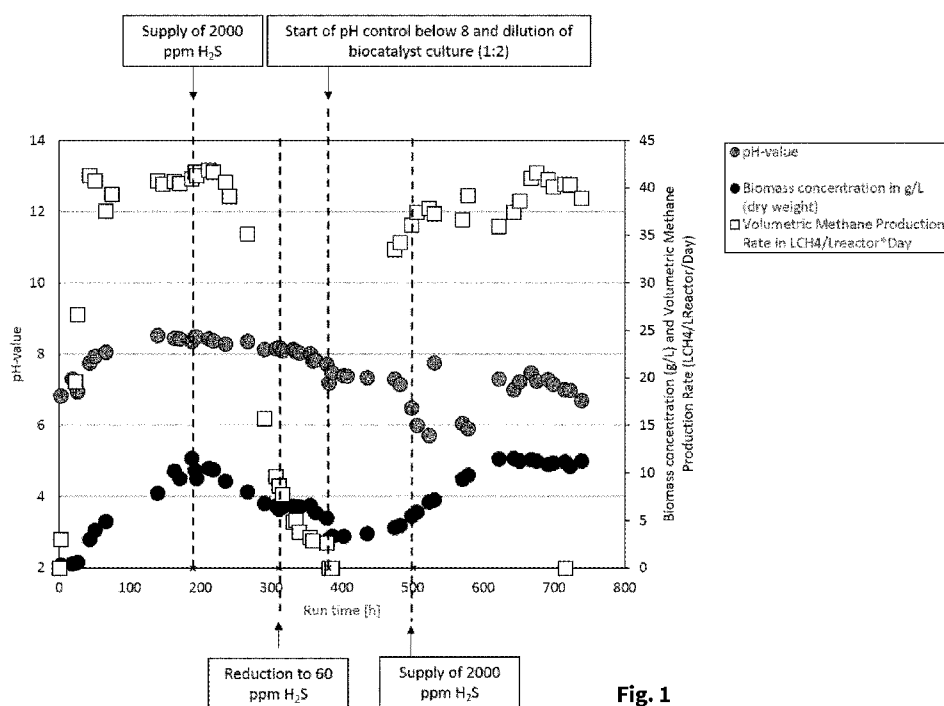 Supply of 2000
ppm H₂S
Start of pH control below 8 and dilution of
biocatalyst culture (1:2)
14
12
10
8
6
4
2
pH-value
45
40
35
30
25
20
15
10
5
0
Biomass concentration (g/L) and Volumetric Methane
Production Rate (LCH4/LReactor/Day)
0
100
200
300
400
500
600
700
800
Run time [h]
pH-value
Biomass concentration in g/L
(dry weight)
Volumetric Methane Production
Rate in LCH4/Lreactor*Day
Reduction to 60
ppm H₂S
Supply of 2000
ppm H₂S
Fig. 1